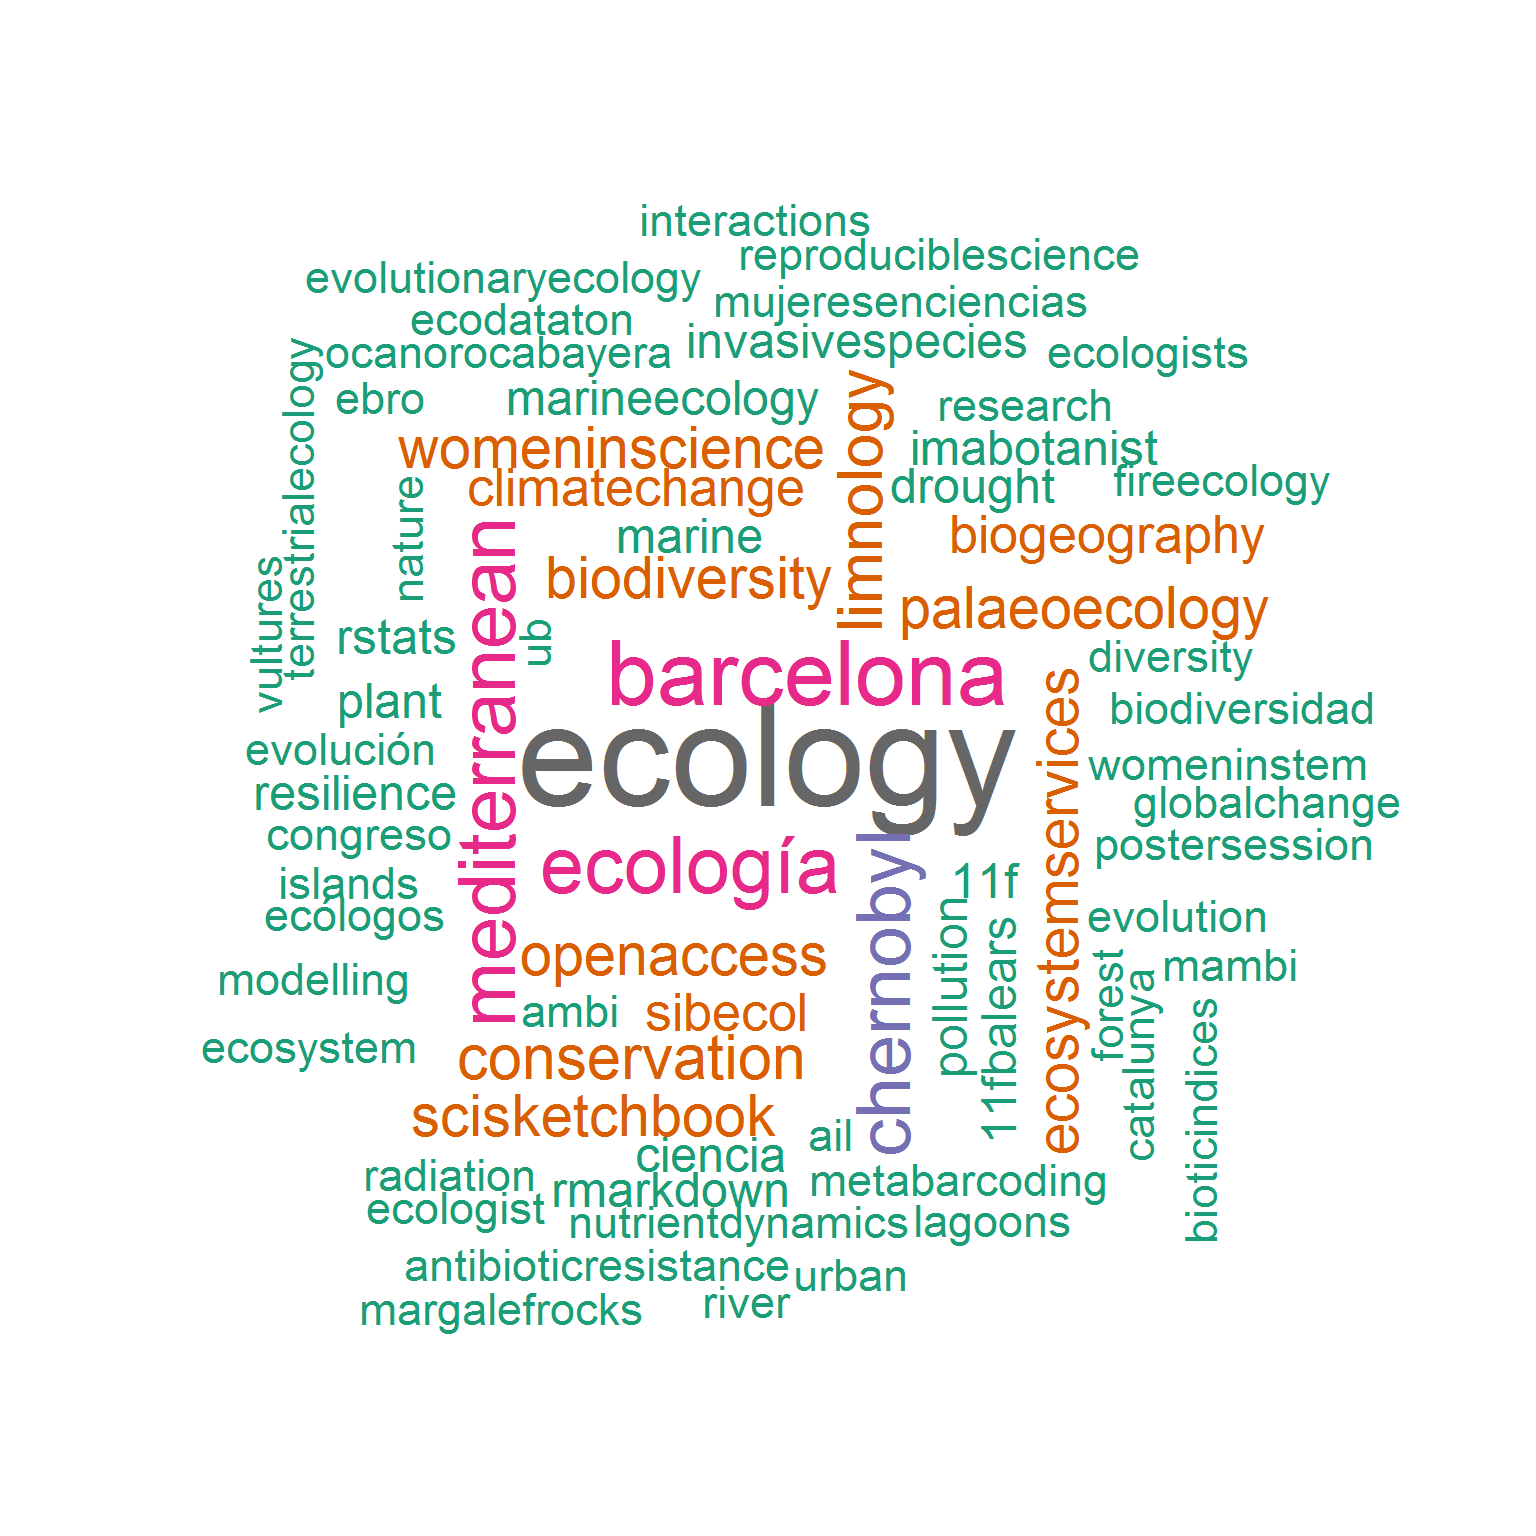 interactions
reproduciblescience
evolutionaryecology
mujeresenciencias
ecodataton
invasivespecies
ocanorocabayera
ecologists
terrestrialecology
ebro
marineecology
limnology
research
womeninscience
imabotanist
climatechange
drought
fireecology
nature
marine
biogeography
mediterranean
biodiversity
palaeoecology
vultures
rstats
ub
barcelona
diversity
plant
ecosystemservices
biodiversidad
evolución
ecology
womeninstem
resilience
globalchange
congreso
ecología
chernobyl
postersession
islands
11f
ecólogos
pollution
11fbalears
evolution
openaccess
forest
mambi
modelling
catalunya
ambi
sibecol
bioticindices
ecosystem
conservation
scisketchbook
ail
ciencia
radiation
rmarkdown
metabarcoding
ecologist
nutrientdynamics
lagoons
antibioticresistance
urban
margalefrocks
river